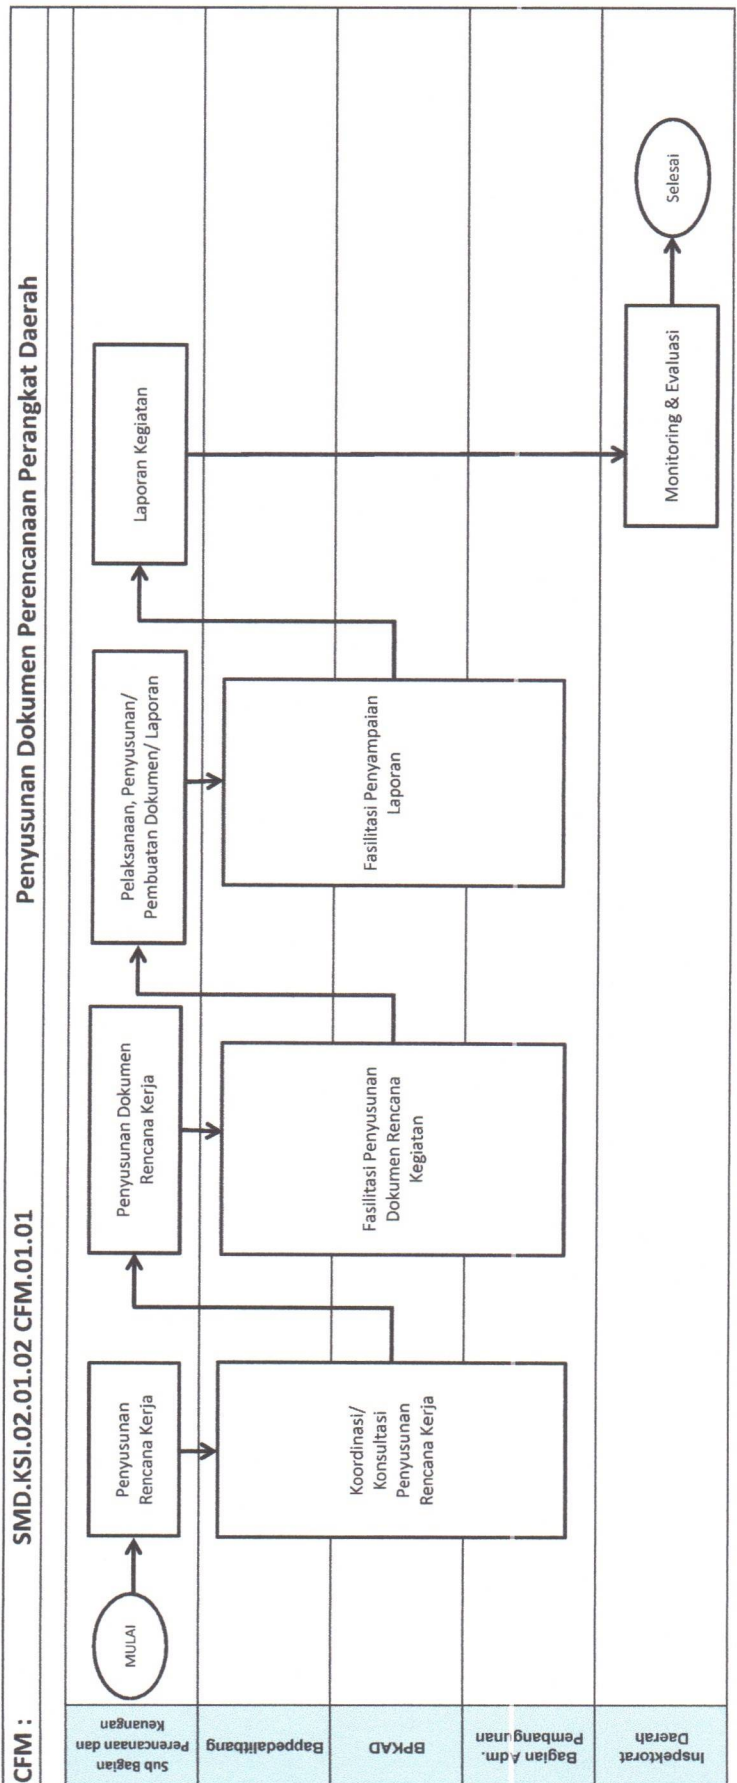 CFM :
SMD.KSI.02.01.02 CFM.01.01
Penyusunan Dokumen Perencanaan Perangkat Daerah
Sub Bagian
Perencanaan dan
Keuangan
MULAI
Penyusunan
Rencana Kerja
Penyusunan Dokumen
Rencana Kerja
Pelaksanaan, Penyusunan/
Pembuatan Dokumen/ Laporan
Laporan Kegiatan
Bappedalitbang
BPKAD
Bagian Adm.
Pembangunan
Koordinasi/
Konsultasi
Penyusunan
Rencana Kerja
Fasilitasi Penyusunan
Dokumen Rencana
Kegiatan
Fasilitasi Penyampaian
Laporan
Inspektorat
Daerah
Monitoring & Evaluasi
Selesai